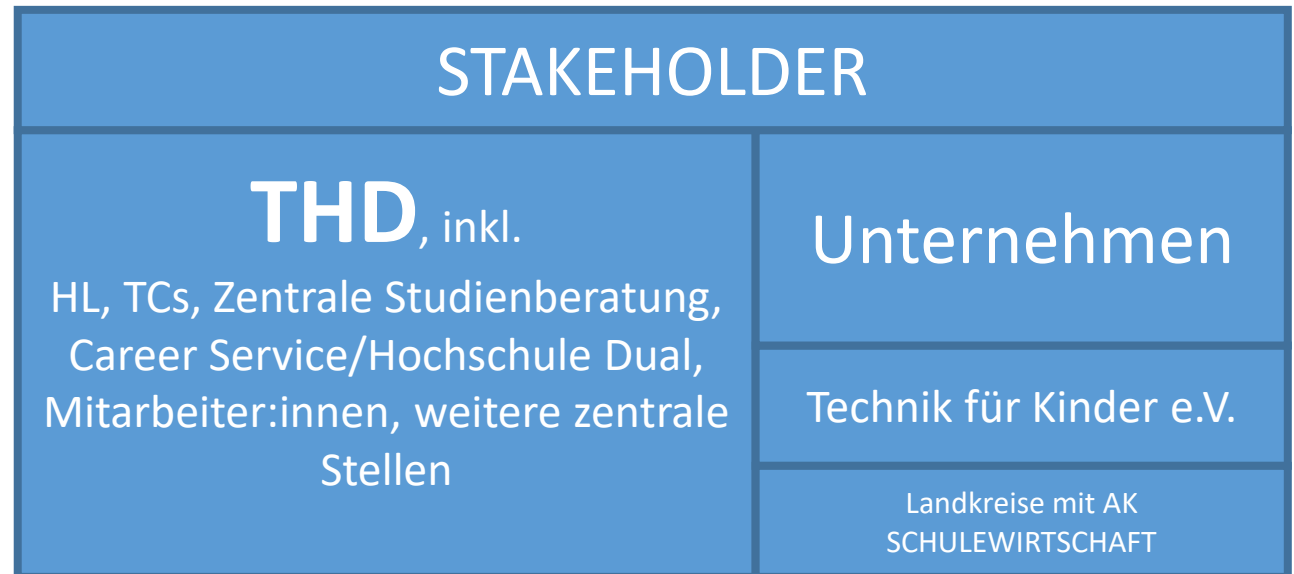 STAKEHOLDER
THD, inkl.
HL, TCs, Zentrale Studienberatung,
Career Service/Hochschule Dual,
Mitarbeiter:innen, weitere zentrale
Stellen
Unternehmen
Technik für Kinder e.V.
Landkreise mit AK
SCHULEWIRTSCHAFT